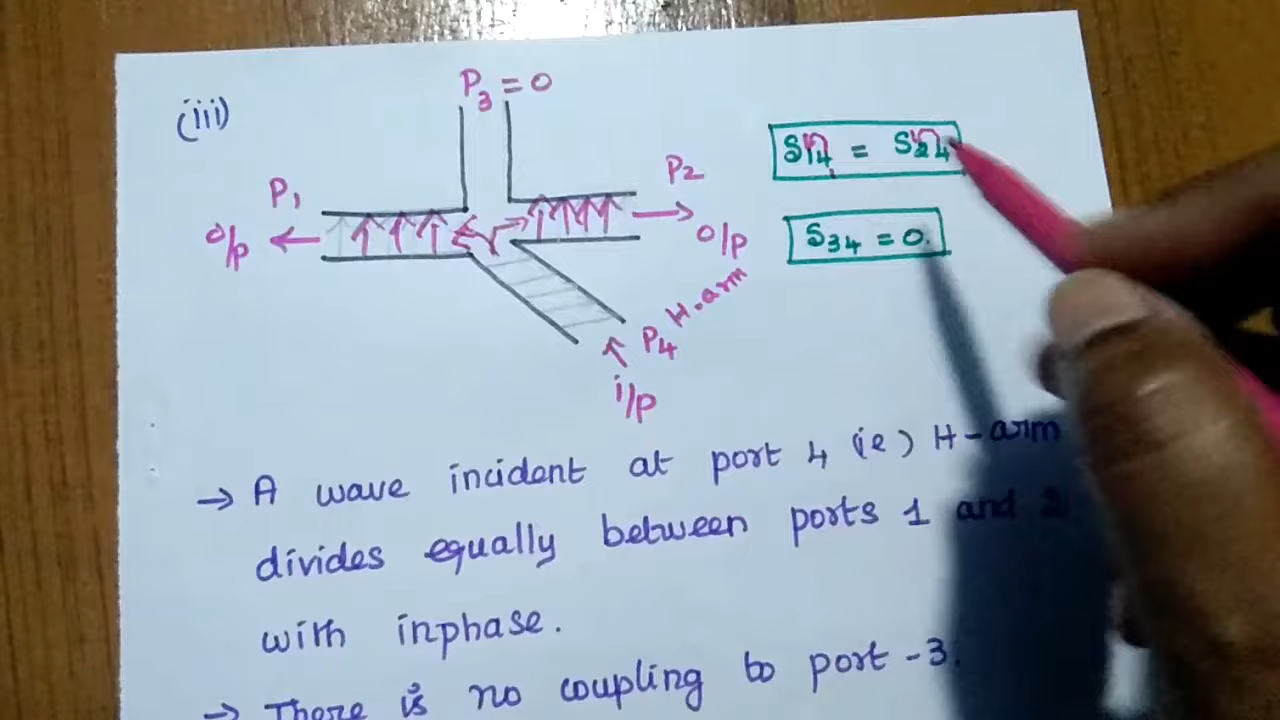 (iii)
P3 = 0
S14 = S24
P1
P2
o/p
o/p
S34 = 0.
H-arm
P4
i/p
→ A wave incident at port 4 (ie) H-arm
divides equally between ports 1 and 2
with inphase.
→ There is no coupling to port -3.